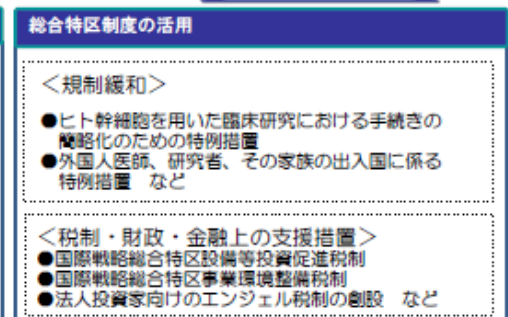 総合特区制度の活用
＜規制緩和＞
●ヒト幹細胞を用いた臨床研究における手続きの
簡略化のための特例措置
●外国人医師、研究者、その家族の出入国に係る
特例措置　など
＜税制・財政・金融上の支援措置＞
●国際戦略総合特区設備等投資促進税制
●国際戦略総合特区事業環境整備税制
●法人投資家向けのエンジェル税制の創設　など